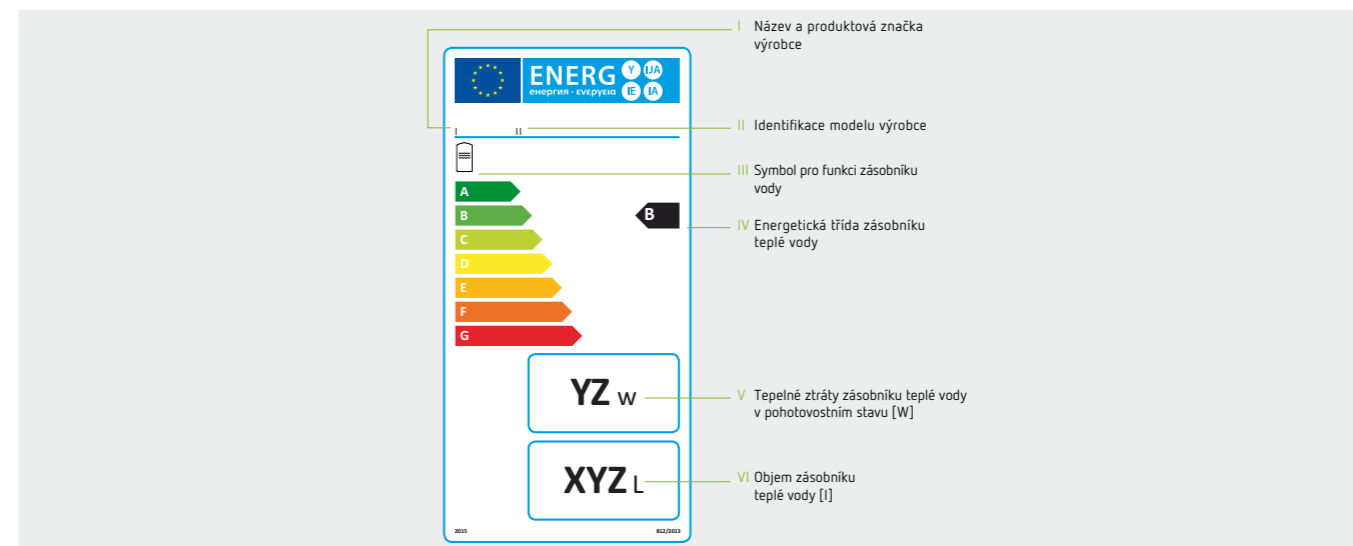 I Název a produktová značka
výrobce
ENERG Y IJA
енергия · ενεργεια IE IA
I II
II Identifikace modelu výrobce
III Symbol pro funkci zásobníku
vody
A
B
B
IV Energetická třída zásobníku
teplé vody
C
D
E
F
G
YZ W
V Tepelné ztráty zásobníku teplé vody
v pohotovostním stavu [W]
XYZ L
VI Objem zásobníku
teplé vody [l]
2015 812/2013